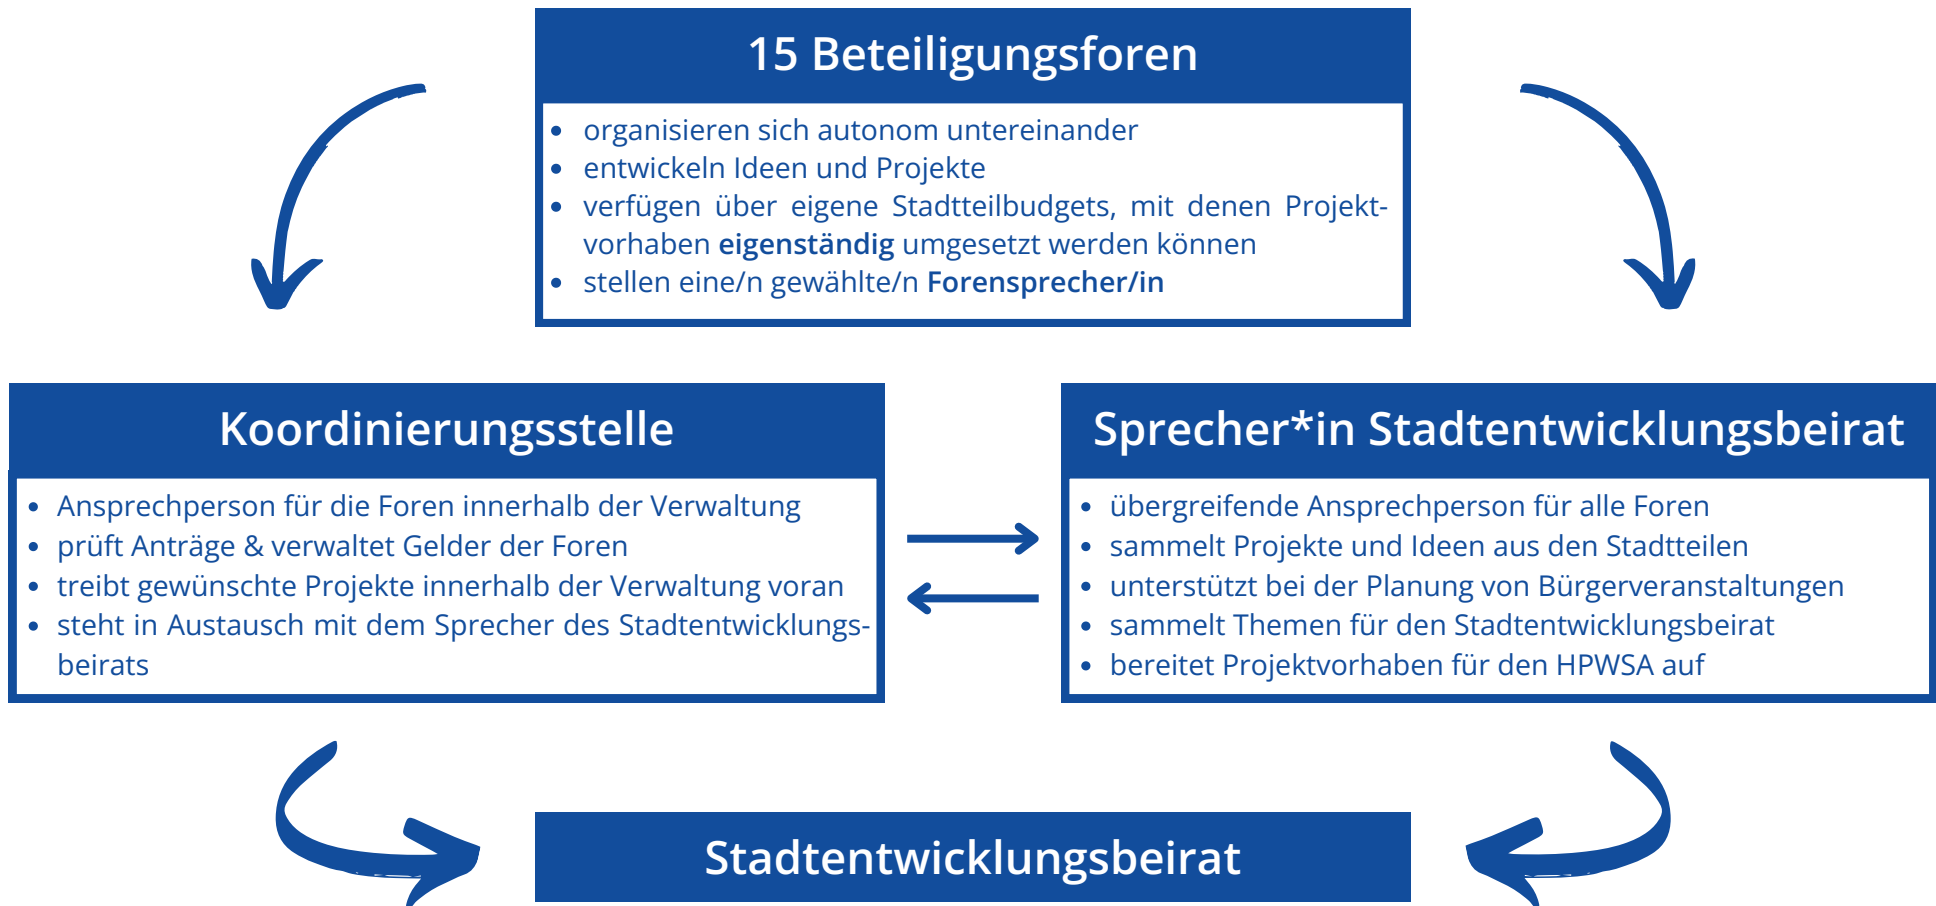 15 Beteiligungsforen
• organisieren sich autonom untereinander
• entwickeln Ideen und Projekte
• verfügen über eigene Stadtteilbudgets, mit denen Projekt-
vorhaben eigenständig umgesetzt werden können
• stellen eine/n gewählte/n Forensprecher/in
Koordinierungsstelle
• Ansprechperson für die Foren innerhalb der Verwaltung
• prüft Anträge & verwaltet Gelder der Foren
• treibt gewünschte Projekte innerhalb der Verwaltung voran
• steht in Austausch mit dem Sprecher des Stadtentwicklungs-
beirats
Sprecher*in Stadtentwicklungsbeirat
• übergreifende Ansprechperson für alle Foren
• sammelt Projekte und Ideen aus den Stadtteilen
• unterstützt bei der Planung von Bürgerveranstaltungen
• sammelt Themen für den Stadtentwicklungsbeirat
• bereitet Projektvorhaben für den HPWSA auf
Stadtentwicklungsbeirat